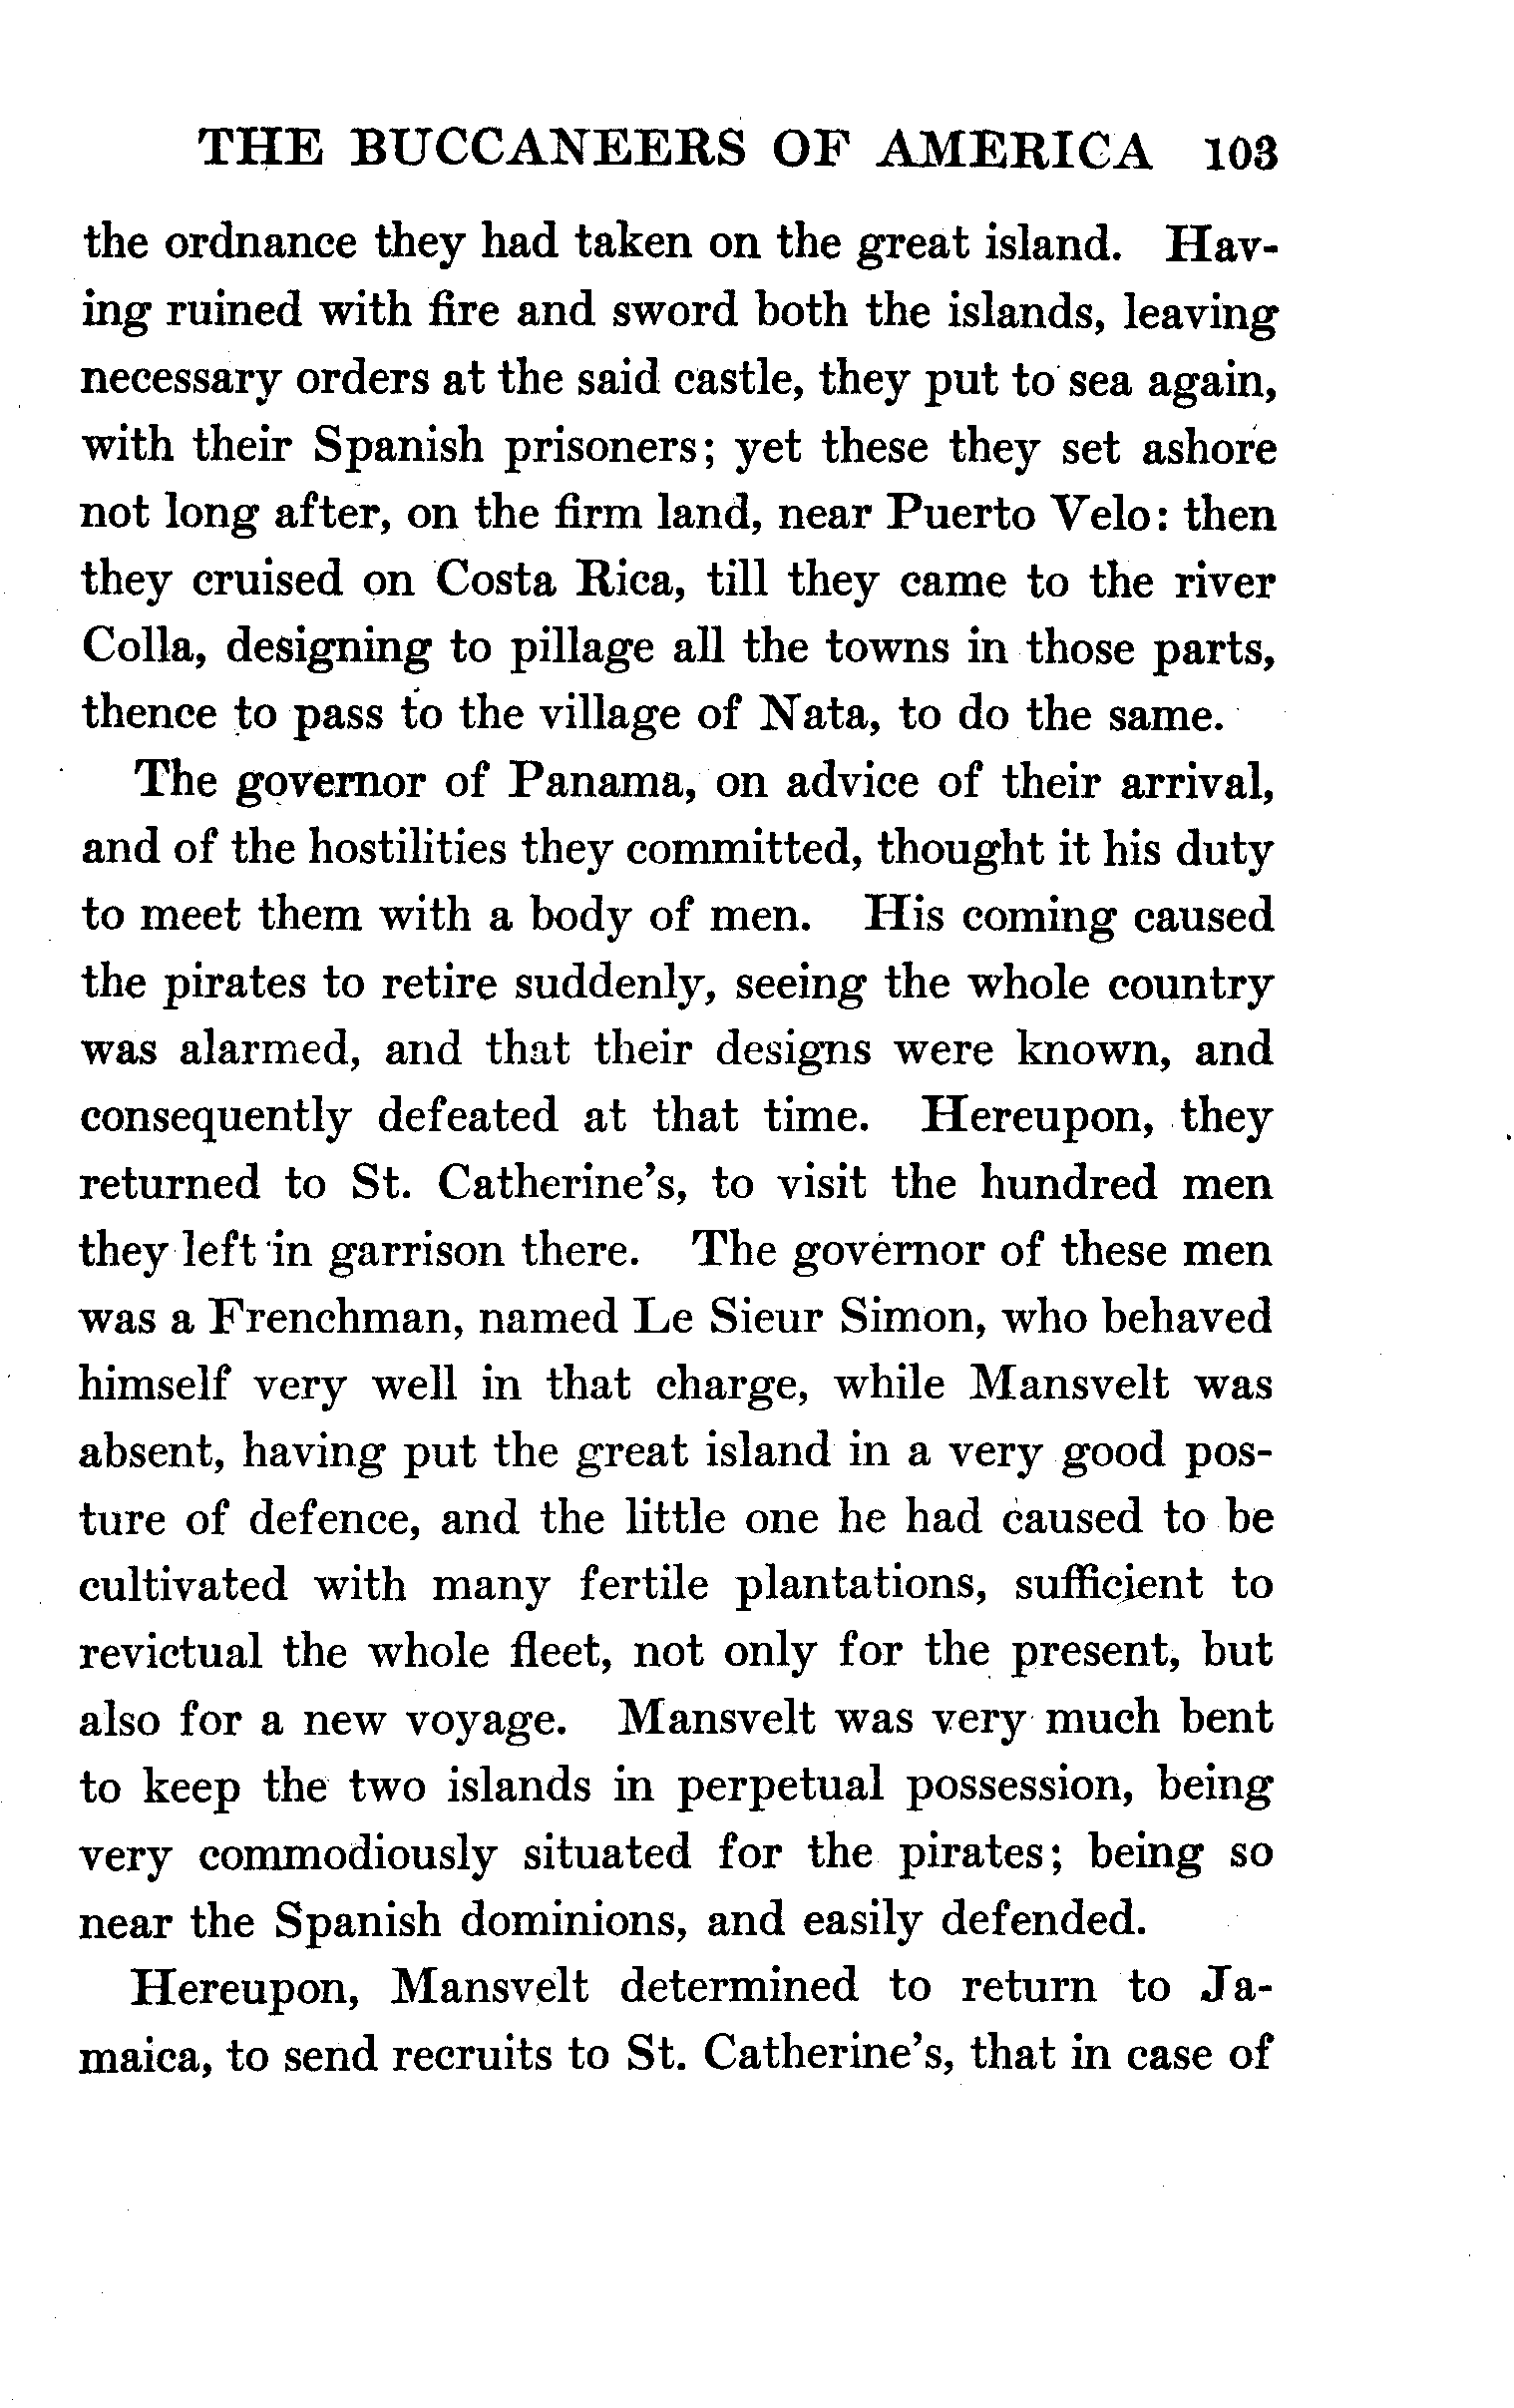 THE BUCCANEERS OF AMERICA 103
the ordnance they had taken on the great island. Hav-
ing ruined with fire and sword both the islands, leaving
necessary orders at the said castle, they put to sea again,
with their Spanish prisoners; yet these they set ashore
not long after, on the firm land, near Puerto Velo: then
they cruised on Costa Rica, till they came to the river
Colla, designing to pillage all the towns in those parts,
thence to pass to the village of Nata, to do the same.
The governor of Panama, on advice of their arrival,
and of the hostilities they committed, thought it his duty
to meet them with a body of men. His coming caused
the pirates to retire suddenly, seeing the whole country
was alarmed, and that their designs were known, and
consequently defeated at that time. Hereupon, they
returned to St. Catherine's, to visit the hundred men
they left in garrison there. The governor of these men
was a Frenchman, named Le Sieur Simon, who behaved
himself very well in that charge, while Mansvelt was
absent, having put the great island in a very good pos-
ture of defence, and the little one he had caused to be
cultivated with many fertile plantations, sufficient to
revictual the whole fleet, not only for the present, but
also for a new voyage. Mansvelt was very much bent
to keep the two islands in perpetual possession, being
very commodiously situated for the pirates; being so
near the Spanish dominions, and easily defended.
Hereupon, Mansvelt determined to return to Ja-
maica, to send recruits to St. Catherine's, that in case of